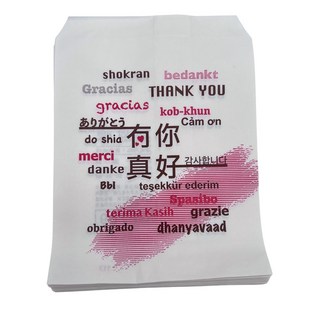 shokran bedankt
Gracias THANK YOU
gracias kob-khun
ありがとう Cảm ơn
do shia 有你
merci 真好 감사합니다
danke
Bbl teşekkür ederim
Spasibo
terima Kasih grazie
obrigado dhanyavaad